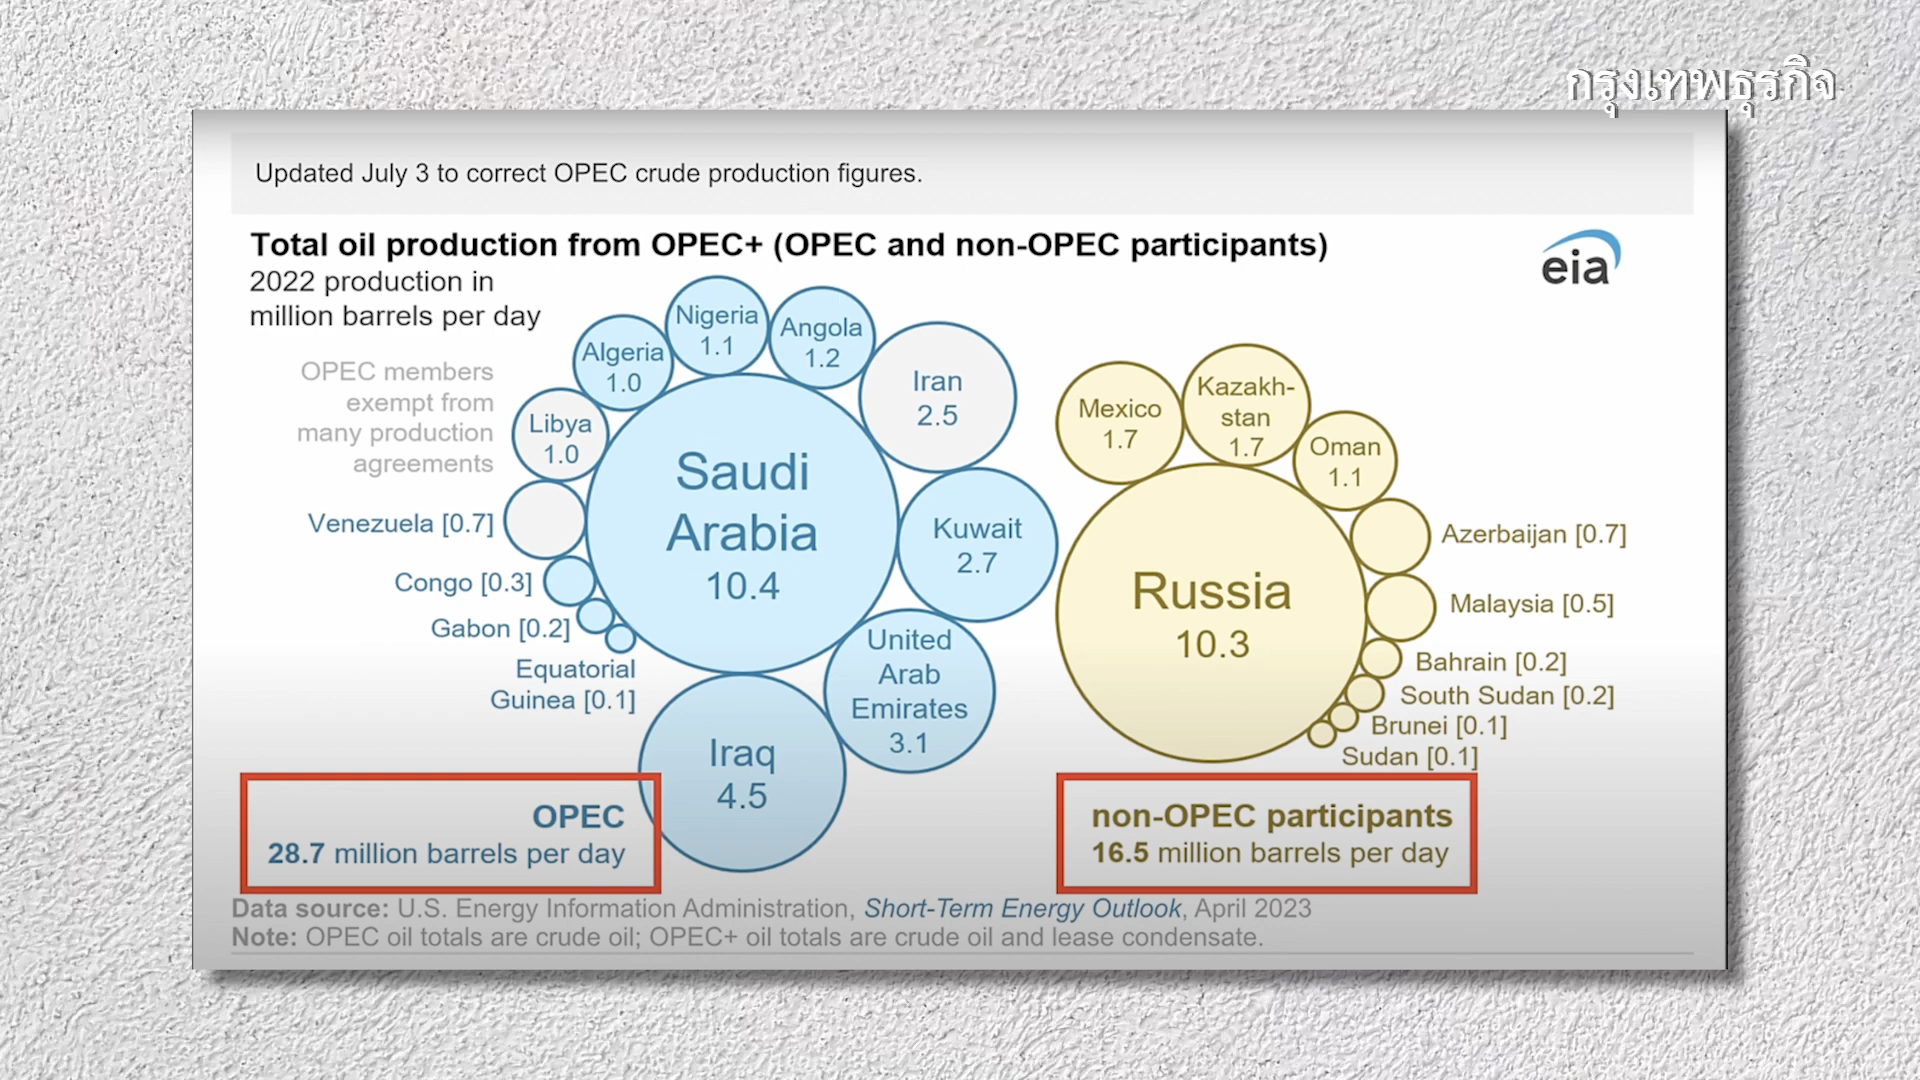 กรุงเทพธุรกิจ
Updated July 3 to correct OPEC crude production figures.
Total oil production from OPEC+ (OPEC and non-OPEC participants)
2022 production in
million barrels per day
eia
OPEC members
exempt from
many production
agreements
Libya
1.0
Algeria
1.0
Nigeria
1.1
Angola
1.2
Iran
2.5
Saudi
Arabia
10.4
Kuwait
2.7
United
Arab
Emirates
3.1
Iraq
4.5
Venezuela [0.7]
Congo [0.3]
Gabon [0.2]
Equatorial
Guinea [0.1]
OPEC
28.7 million barrels per day
Mexico
1.7
Kazakh-
stan
1.7
Oman
1.1
Russia
10.3
Azerbaijan [0.7]
Malaysia [0.5]
Bahrain [0.2]
South Sudan [0.2]
Brunei [0.1]
Sudan [0.1]
non-OPEC participants
16.5 million barrels per day
Data source: U.S. Energy Information Administration, Short-Term Energy Outlook, April 2023
Note: OPEC oil totals are crude oil; OPEC+ oil totals are crude oil and lease condensate.